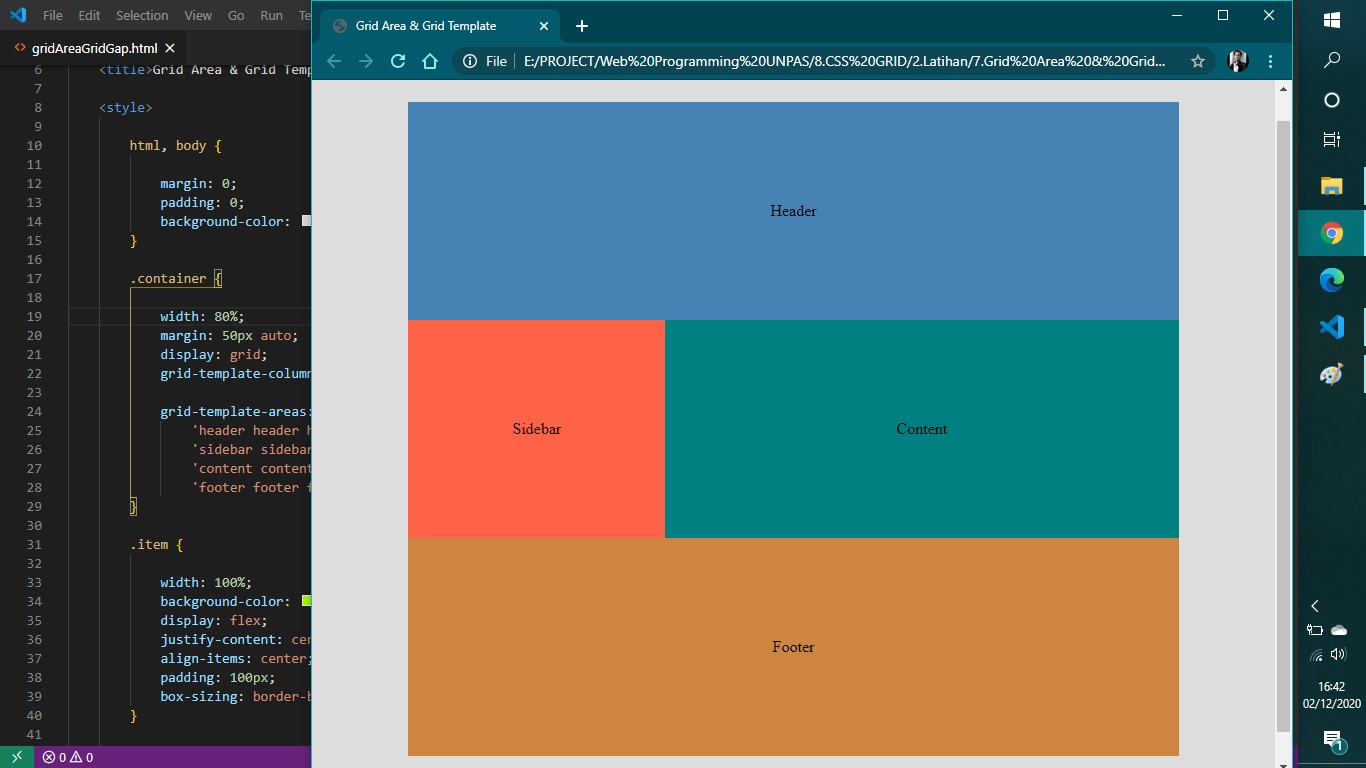 File Edit Selection View Go Run Te
gridAreaGridGap.html
6 <title>Grid Area & Grid Temp
7
8 <style>
9
10 html, body {
11
12 margin: 0;
13 padding: 0;
14 background-color:
15 }
16
17 .container {
18
19 width: 80%;
20 margin: 50px auto;
21 display: grid;
22 grid-template-column
23
24 grid-template-areas:
25 'header header h
26 'sidebar sidebar
27 'content content
28 'footer footer f
29 }
30
31 .item {
32
33 width: 100%;
34 background-color:
35 display: flex;
36 justify-content: cen
37 align-items: center;
38 padding: 100px;
39 box-sizing: border-b
40 }
41
0 0
Grid Area & Grid Template
File E:/PROJECT/Web%20Programming%20UNPAS/8.CSS%20GRID/2.Latihan/7.Grid%20Area%20&%20Grid...
Header
Sidebar Content
Footer
16:42
02/12/2020
1